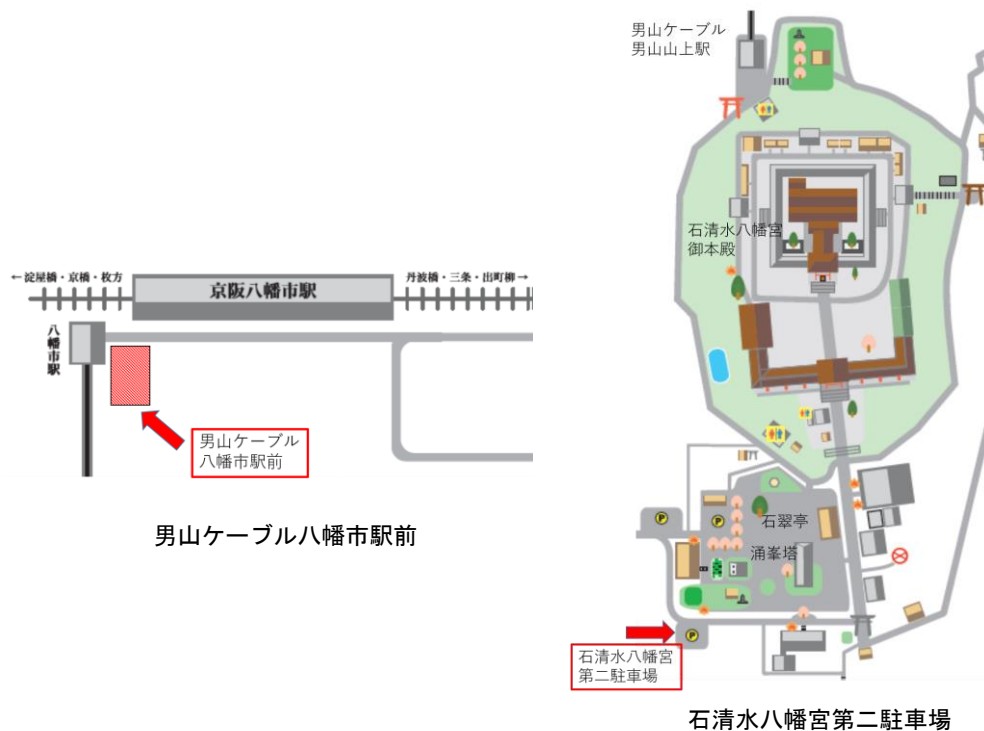 ←淀屋橋・京橋・枚方
京阪八幡市駅
丹波橋・三条・出町柳→
八幡市駅
男山ケーブル
八幡市駅前
男山ケーブル八幡市駅前
男山ケーブル
男山山上駅
石清水八幡宮
御本殿
P
P
石翠亭
涌峯塔
P
石清水八幡宮
第二駐車場
石清水八幡宮第二駐車場